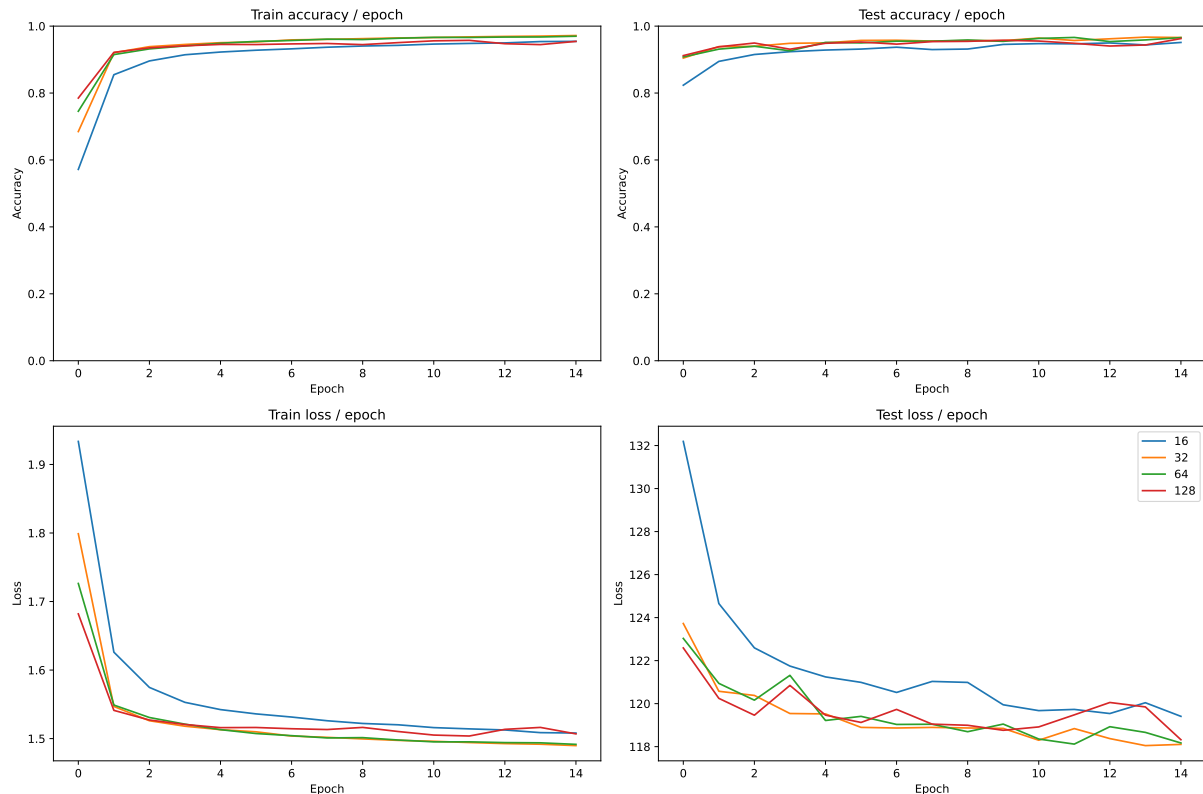 Train accuracy / epoch
1.0
0.8
0.6
0.4
0.2
0.0
Accuracy
0 2 4 6 8 10 12 14
Epoch
Test accuracy / epoch
1.0
0.8
0.6
0.4
0.2
0.0
Accuracy
0 2 4 6 8 10 12 14
Epoch
Train loss / epoch
1.9
1.8
1.7
1.6
1.5
Loss
0 2 4 6 8 10 12 14
Epoch
Test loss / epoch
132
130
128
126
124
122
120
118
Loss
0 2 4 6 8 10 12 14
Epoch
16
32
64
128